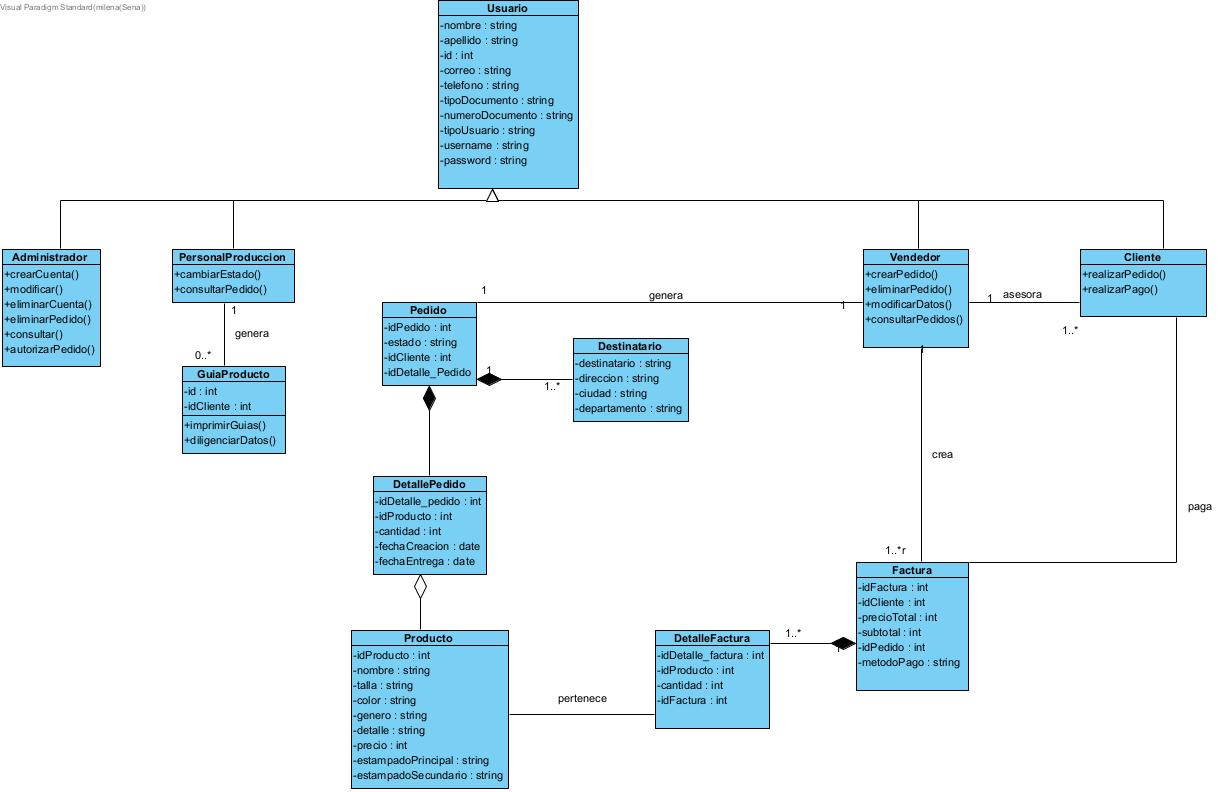 Visual Paradigm Standard(milena(Sena))
Usuario
-nombre : string
-apellido : string
-id : int
-correo : string
-telefono : string
-tipoDocumento : string
-numeroDocumento : string
-tipoUsuario : string
-username : string
-password : string
Administrador
+crearCuenta()
+modificar()
+eliminarCuenta()
+eliminarPedido()
+consultar()
+autorizarPedido()
PersonalProduccion
+cambiarEstado()
+consultarPedido()
1
genera
0..*
GuiaProducto
-id : int
-idCliente : int
+imprimirGuias()
+diligenciarDatos()
Vendedor
+crearPedido()
+eliminarPedido()
+modificarDatos()
+consultarPedidos()
Cliente
+realizarPedido()
+realizarPago()
1
asesora
1..*
1
genera
1
Pedido
-idPedido : int
-estado : string
-idCliente : int
-idDetalle_Pedido
1
1..*
Destinatario
-destinatario : string
-direccion : string
-ciudad : string
-departamento : string
DetallePedido
-idDetalle_pedido : int
-idProducto : int
-cantidad : int
-fechaCreacion : date
-fechaEntrega : date
1
crea
1..*r
paga
Factura
-idFactura : int
-idCliente : int
-precioTotal : int
-subtotal : int
-idPedido : int
-metodoPago : string
Producto
-idProducto : int
-nombre : string
-talla : string
-color : string
-genero : string
-detalle : string
-precio : int
-estampadoPrincipal : string
-estampadoSecundario : string
pertenece
DetalleFactura
-idDetalle_factura : int
-idProducto : int
-cantidad : int
-idFactura : int
1..*
1